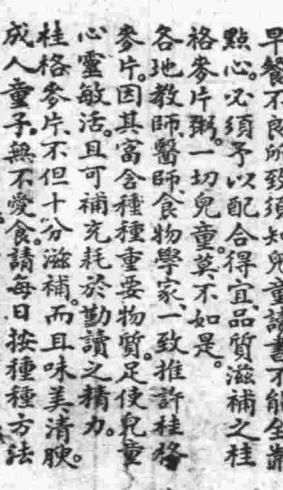 早餐不良所致須知兒童讀書不能全靠
點心。必須予以配合得宜、品質滋補之桂
格麥片粥。一切兒童。莫不如是。
各地教師、醫師、食物學家、一致推許桂格
麥片。因其富含種種重要物質。足使兒童
心靈敏活。且可補充耗於勤讀之精力。
桂格麥片、不但十分滋補。而且味美清腴。
成人童子。無不愛食。請每日按種種方法